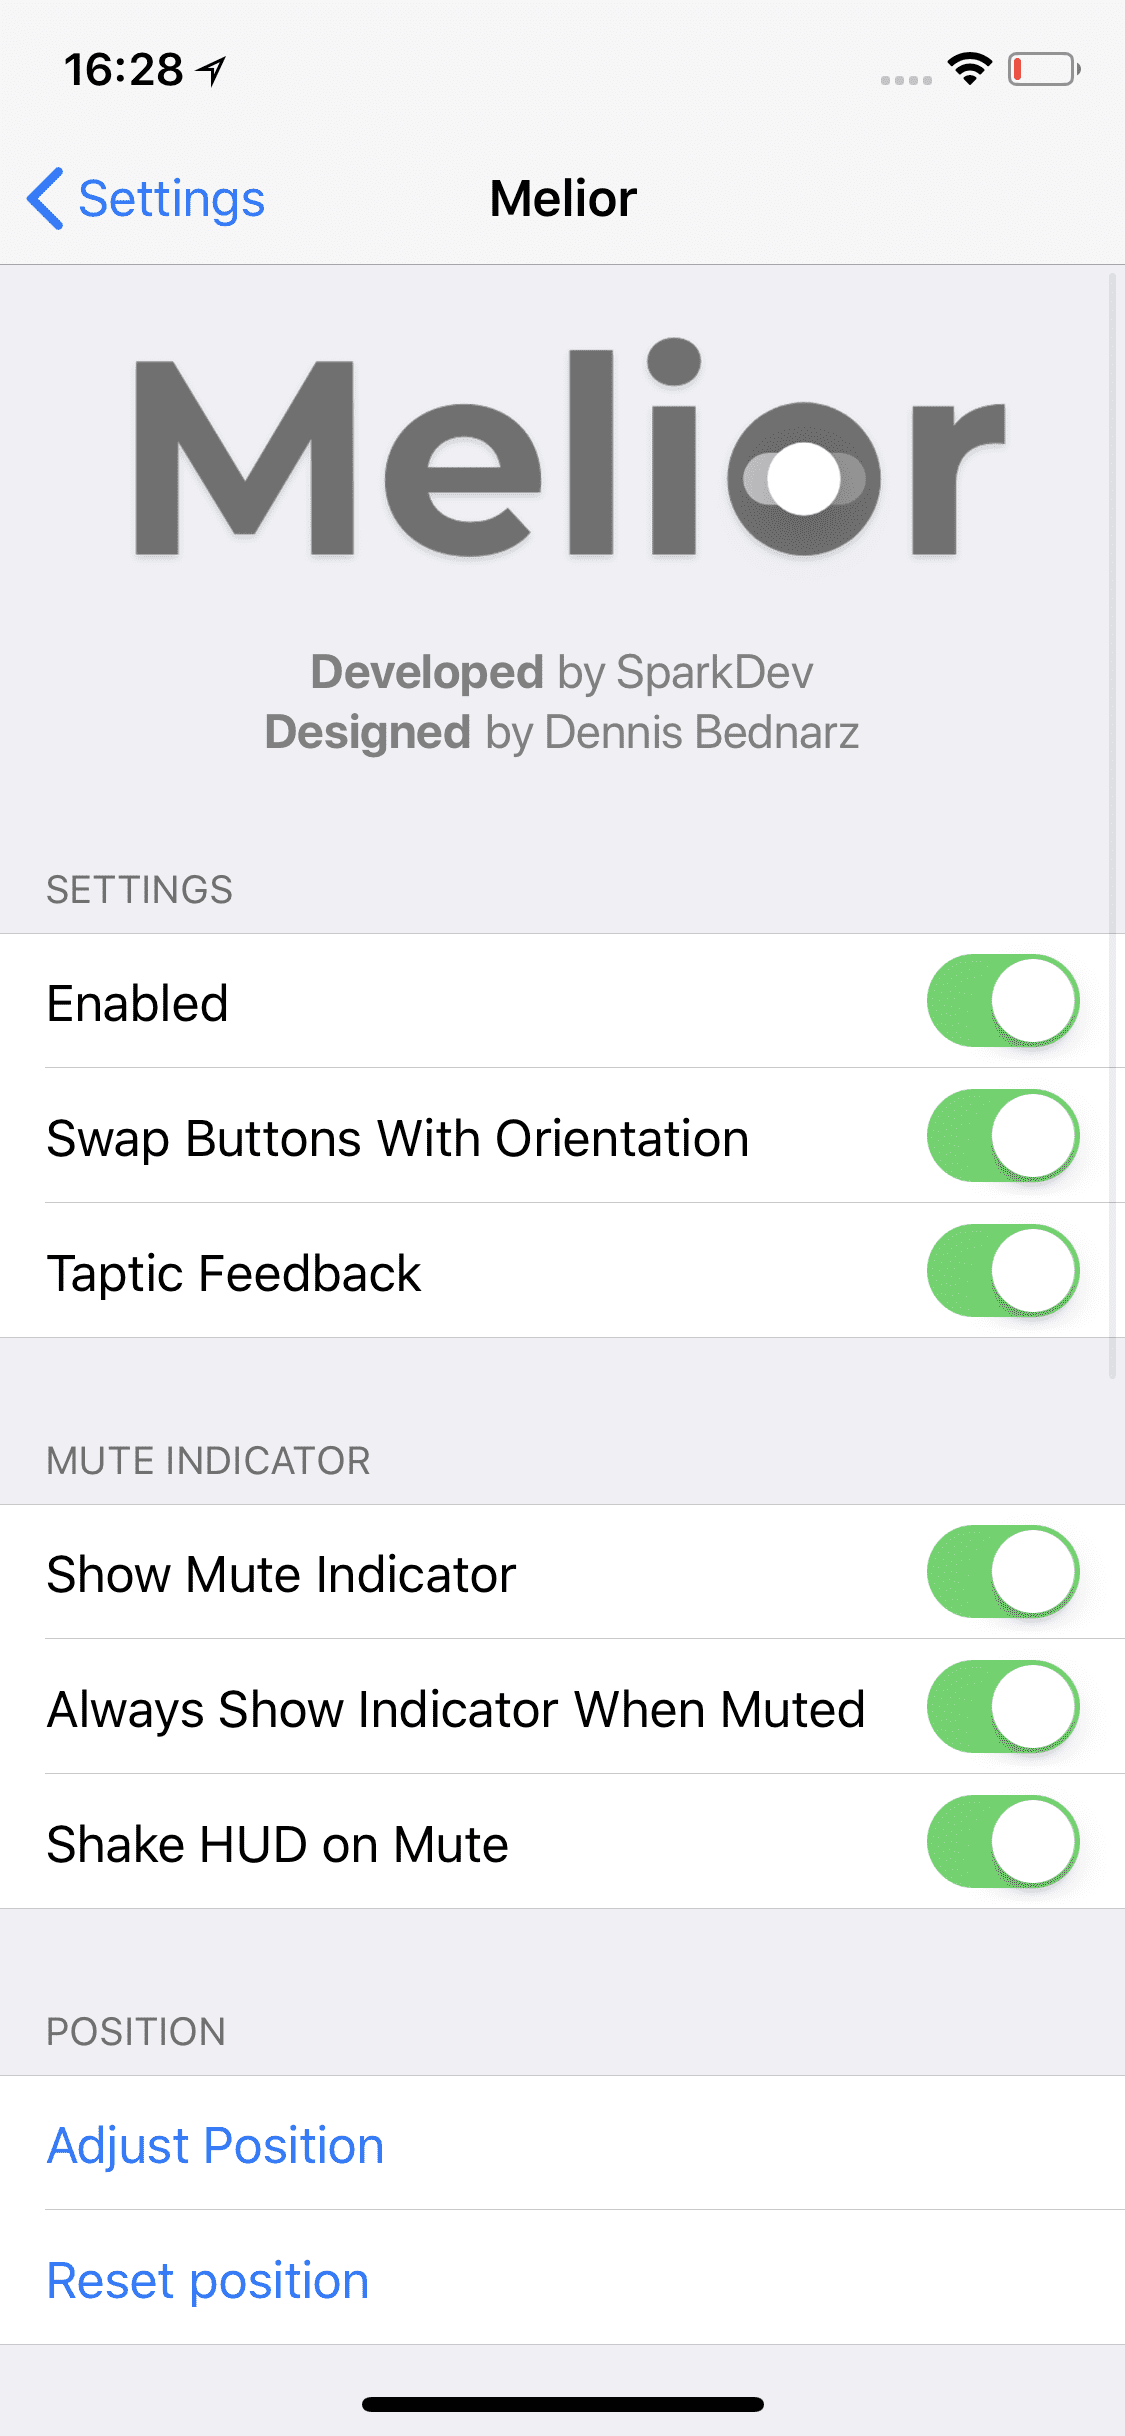 16:28
Settings
Melior
Melior
Developed by SparkDev
Designed by Dennis Bednarz
SETTINGS
Enabled
Swap Buttons With Orientation
Taptic Feedback
MUTE INDICATOR
Show Mute Indicator
Always Show Indicator When Muted
Shake HUD on Mute
POSITION
Adjust Position
Reset position